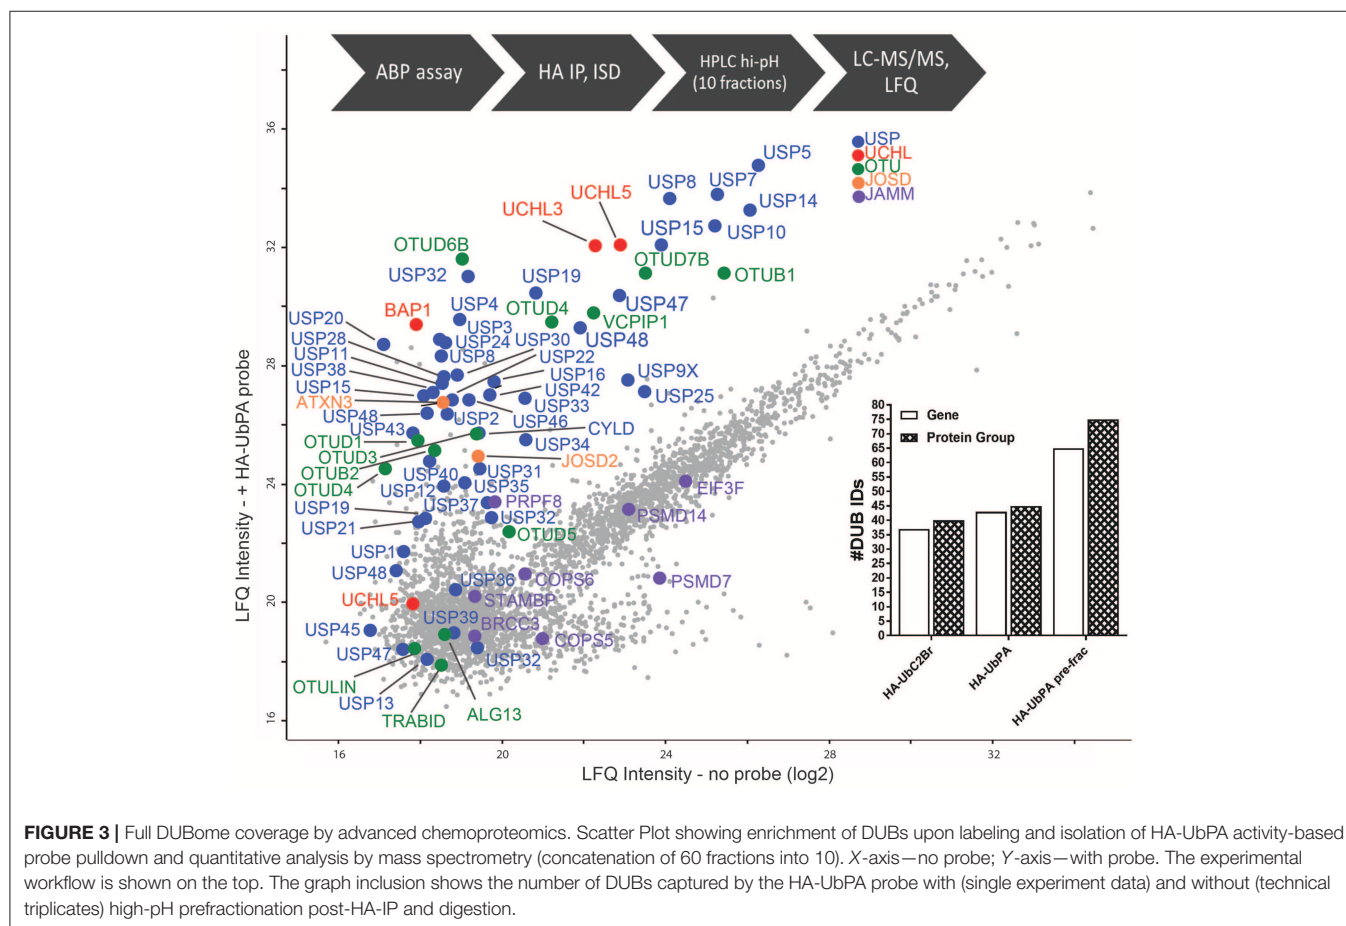 ABP assay
HA IP, ISD
HPLC hi-pH
(10 fractions)
LC-MS/MS,
LFQ
USP
UCHL
OTU
JOSD
JAMM
LFQ Intensity - + HA-UbPA probe
36
32
28
24
20
16
USP5
USP8
USP7
UCHL5
USP14
UCHL3
USP15
USP10
OTUD6B
OTUD7B
OTUB1
USP32
USP19
USP47
BAP1
USP4
OTUD4
VCPIP1
USP20
USP3
USP48
USP28
USP24
USP30
USP11
USP8
USP22
USP38
USP16
USP9X
USP15
USP42
USP25
ATXN3
USP33
USP48
USP2
USP46
USP43
CYLD
OTUD1
USP34
OTUD3
JOSD2
OTUB2
USP40
USP31
OTUD4
USP12
USP35
EIF3F
USP19
USP37
PRPF8
USP32
PSMD14
USP21
OTUD5
USP1
USP48
USP36
COPS6
PSMD7
UCHL5
STAMBP
USP45
USP39
BRCC3
COPS5
USP47
USP32
OTULIN
USP13
TRABID
ALG13
16
20
24
28
32
LFQ Intensity - no probe (log2)
#DUB IDs
80
75
70
65
60
55
50
45
40
35
30
25
20
15
10
5
0
Gene
Protein Group
HA-UbC2Br
HA-UbPA
HA-UbPA pre-frac
FIGURE 3 | Full DUBome coverage by advanced chemoproteomics. Scatter Plot showing enrichment of DUBs upon labeling and isolation of HA-UbPA activity-based
probe pulldown and quantitative analysis by mass spectrometry (concatenation of 60 fractions into 10). X-axis—no probe; Y-axis—with probe. The experimental
workflow is shown on the top. The graph inclusion shows the number of DUBs captured by the HA-UbPA probe with (single experiment data) and without (technical
triplicates) high-pH prefractionation post-HA-IP and digestion.